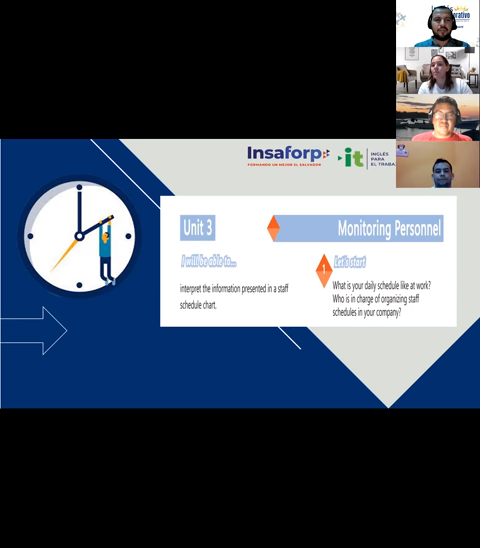 Insaforp
FORMANDO UN MEJOR EL SALVADOR
it
INGLÉS
PARA
EL TRABA
Unit 3
Monitoring Personnel
I will be able to...
interpret the information presented in a staff
schedule chart.
1
Let's start
What is your daily schedule like at work?
Who is in charge of organizing staff
schedules in your company?